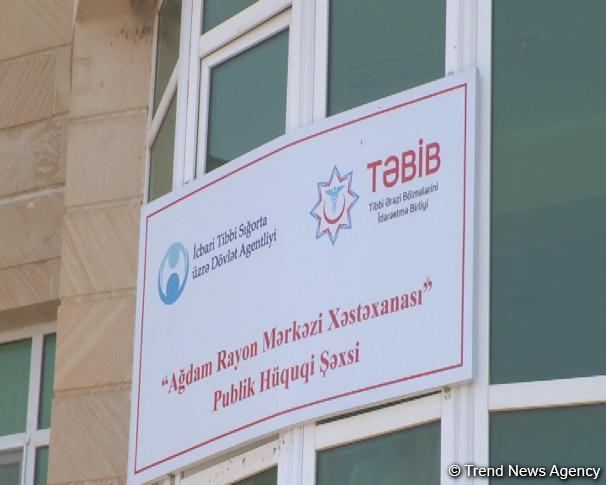 İcbari Tibbi Sığorta
üzrə Dövlət Agentliyi
TƏBİB
Tibbi Ərazi Bölmələrini
İdarəetmə Birliyi
“Ağdam Rayon Mərkəzi Xəstəxanası”
Publik Hüquqi Şəxsi
© Trend News Agency